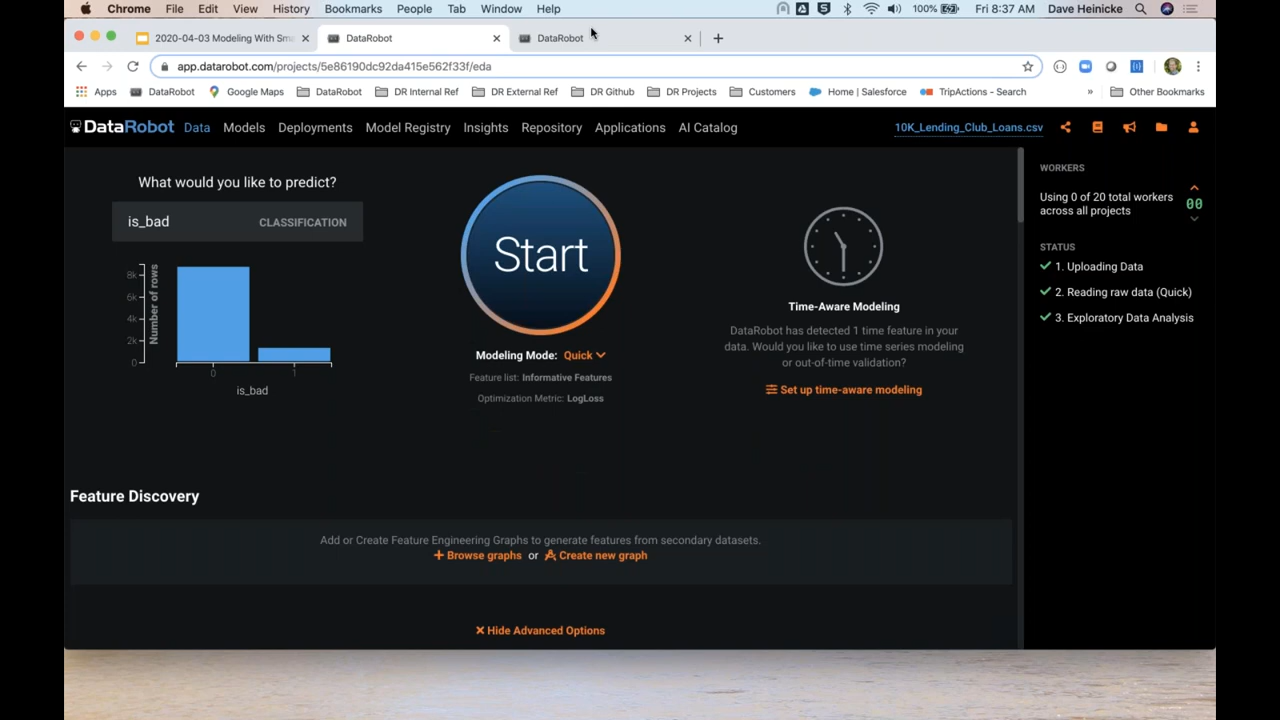 Chrome File Edit View History Bookmarks People Tab Window Help 100% Fri 8:37 AM Dave Heinicke
2020-04-03 Modeling With Sma DataRobot DataRobot
app.datarobot.com/projects/5e86190dc92da415e562f33f/eda
Apps DataRobot Google Maps DataRobot DR Internal Ref DR External Ref DR Github DR Projects Customers Home | Salesforce TripActions - Search » Other Bookmarks
DataRobot Data Models Deployments Model Registry Insights Repository Applications AI Catalog 10K_Lending_Club_Loans.csv
What would you like to predict?
is_bad CLASSIFICATION
Number of rows
8k
6k
4k
2k
0
0 1
is_bad
Start
Modeling Mode: Quick
Feature list: Informative Features
Optimization Metric: LogLoss
Time-Aware Modeling
DataRobot has detected 1 time feature in your
data. Would you like to use time series modeling
or out-of-time validation?
Set up time-aware modeling
WORKERS
Using 0 of 20 total workers
across all projects
00
STATUS
1. Uploading Data
2. Reading raw data (Quick)
3. Exploratory Data Analysis
Feature Discovery
Add or Create Feature Engineering Graphs to generate features from secondary datasets.
+ Browse graphs or Create new graph
Hide Advanced Options